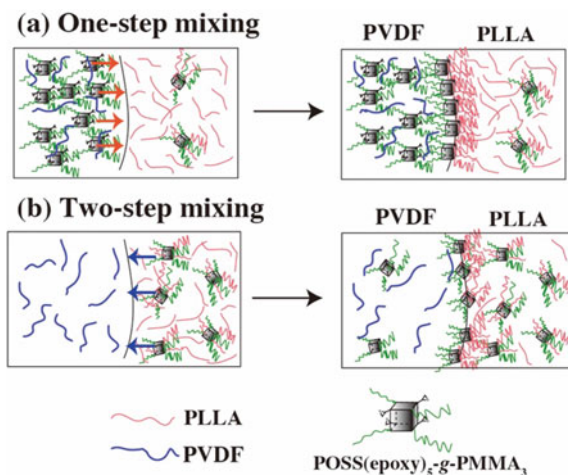 (a) One-step mixing
PVDF PLLA
(b) Two-step mixing
PVDF PLLA
PLLA
PVDF
POSS(epoxy)₅-g-PMMA₃